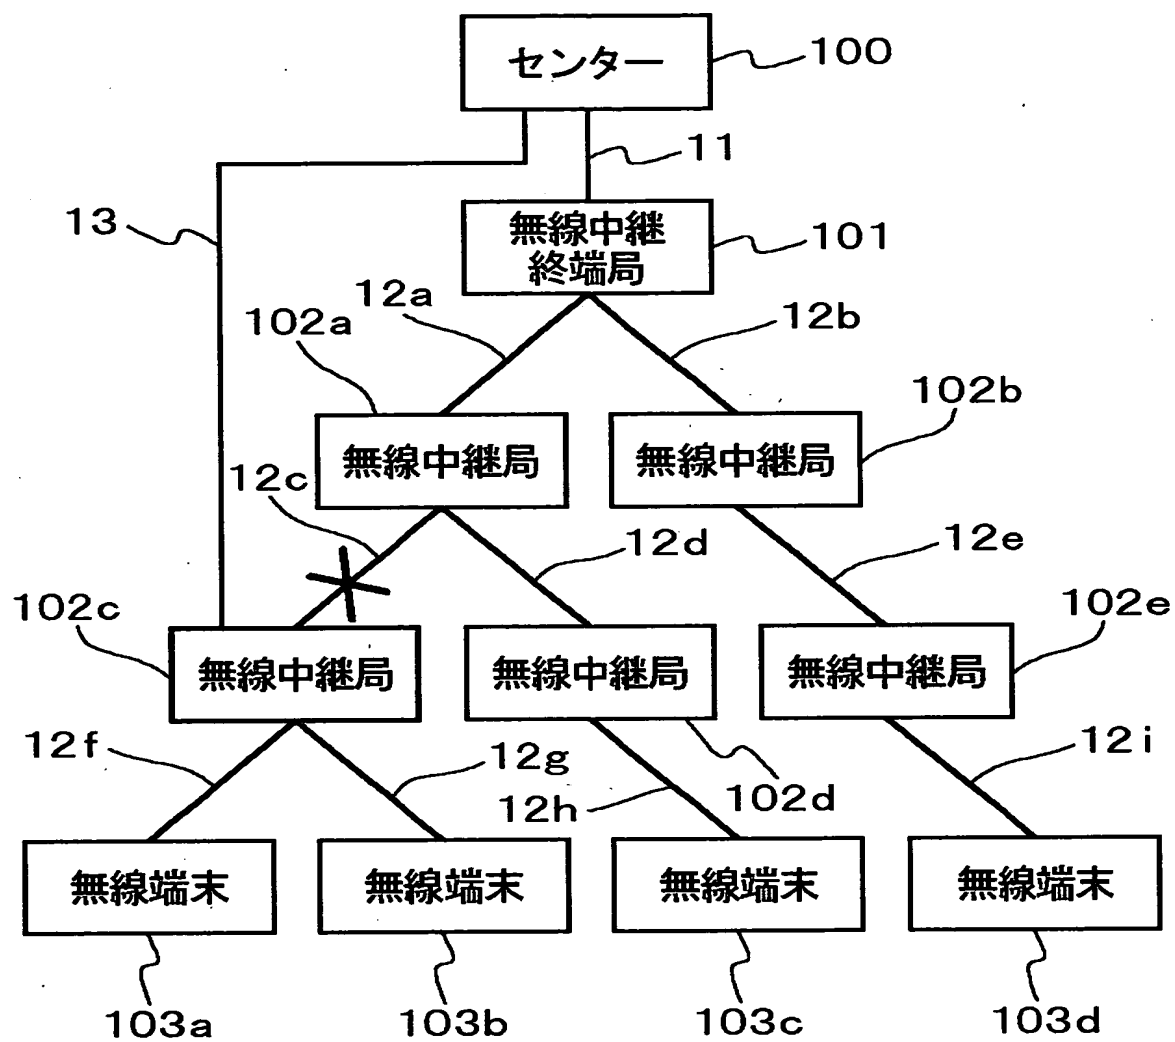 センター
100
11
13
無線中継
終端局
101
12a
12b
102a
102b
無線中継局
無線中継局
12c
12d
12e
102c
102e
無線中継局
無線中継局
無線中継局
12f
12g
12h
102d
12i
無線端末
無線端末
無線端末
無線端末
103a
103b
103c
103d